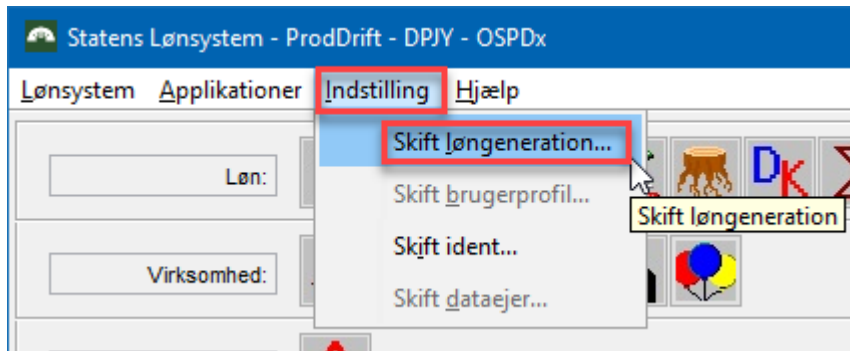 Statens Lønsystem - ProdDrift - DPJY - OSPDx
Lønsystem Applikationer Indstilling Hjælp
Skift løngeneration...
Løn:
DK
Skift brugerprofil...
Skift løngeneration
Skift ident...
Virksomhed:
Skift dataejer...